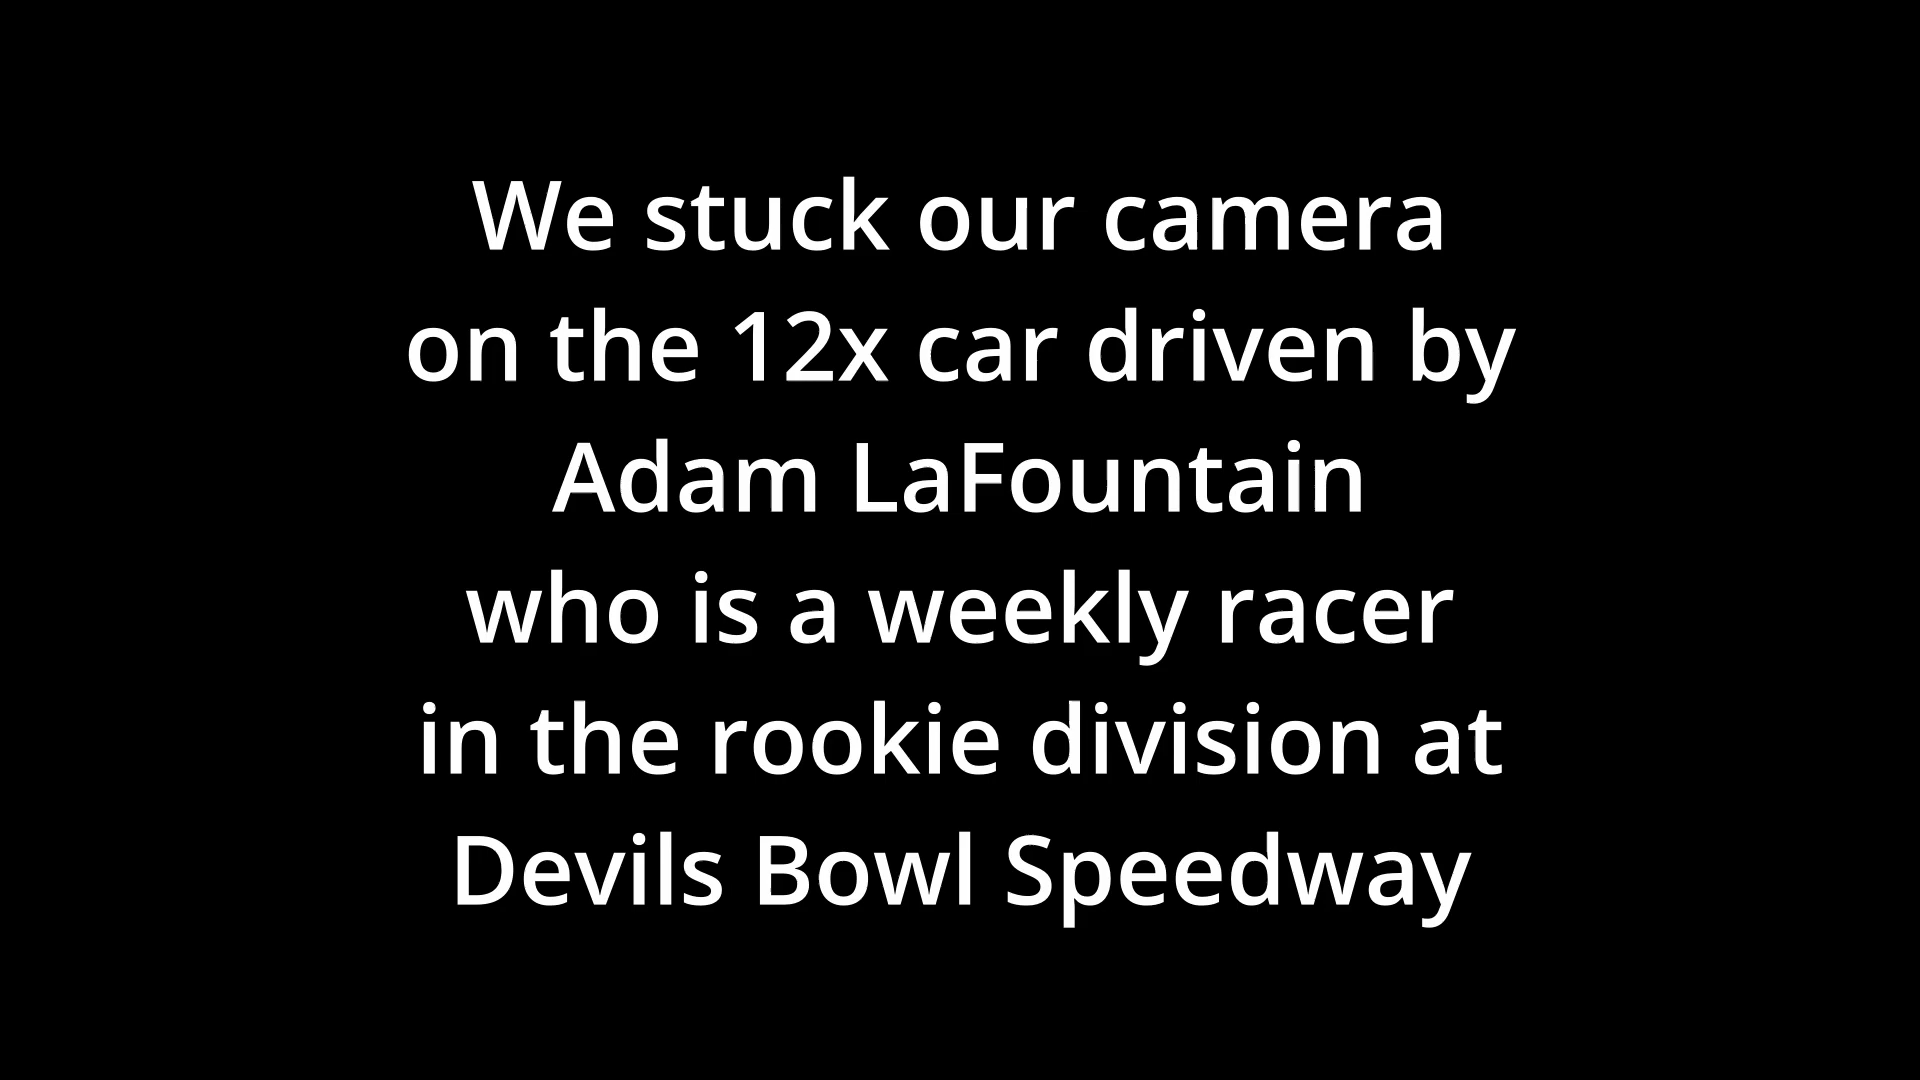 We stuck our camera
on the 12x car driven by
Adam LaFountain
who is a weekly racer
in the rookie division at
Devils Bowl Speedway